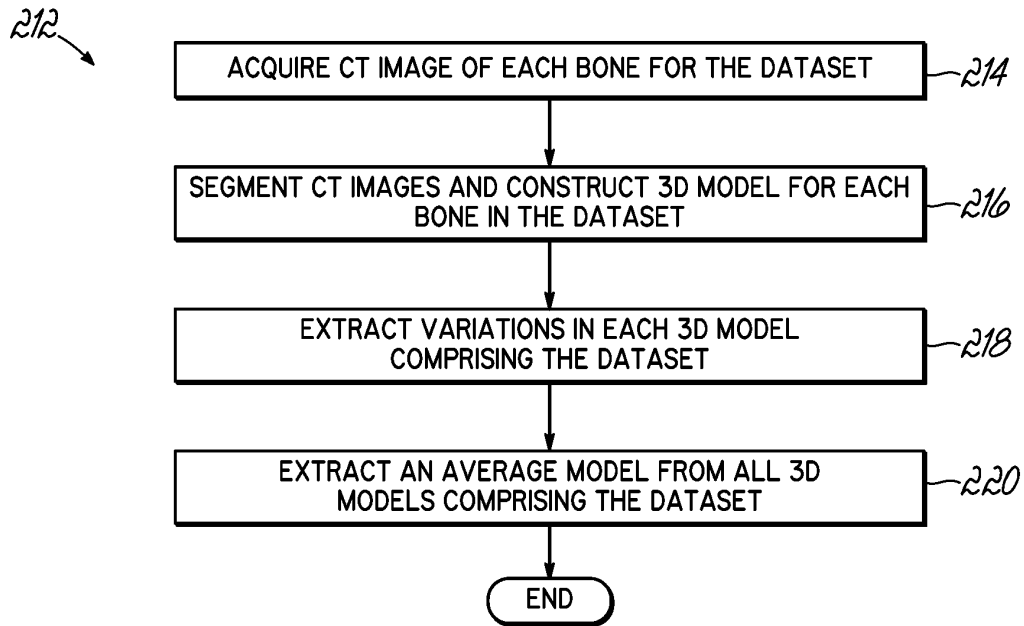 212
ACQUIRE CT IMAGE OF EACH BONE FOR THE DATASET
214
SEGMENT CT IMAGES AND CONSTRUCT 3D MODEL FOR EACH
BONE IN THE DATASET
216
EXTRACT VARIATIONS IN EACH 3D MODEL
COMPRISING THE DATASET
218
EXTRACT AN AVERAGE MODEL FROM ALL 3D
MODELS COMPRISING THE DATASET
220
END